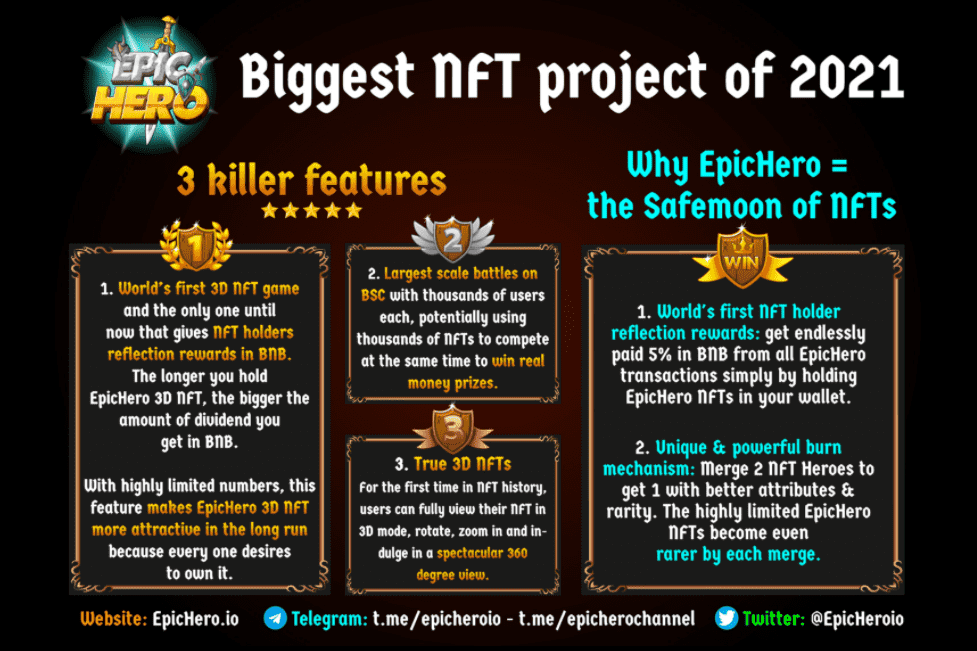 EPIC
HERO
Biggest NFT project of 2021
3 killer features
1
1. World's first 3D NFT game
and the only one until
now that gives NFT holders
reflection rewards in BNB.
The longer you hold
EpicHero 3D NFT, the bigger the
amount of dividend you
get in BNB.
With highly limited numbers, this
feature makes EpicHero 3D NFT
more attractive in the long run
because every one desires
to own it.
2
2. Largest scale battles on
BSC with thousands of users
each, potentially using
thousands of NFTs to compete
at the same time to win real
money prizes.
3
3. True 3D NFTs
For the first time in NFT history,
users can fully view their NFT in
3D mode, rotate, zoom in and in-
dulge in a spectacular 360
degree view.
Why EpicHero =
the Safemoon of NFTs
WIN
1. World's first NFT holder
reflection rewards: get endlessly
paid 5% in BNB from all EpicHero
transactions simply by holding
EpicHero NFTs in your wallet.
2. Unique & powerful burn
mechanism: Merge 2 NFT Heroes to
get 1 with better attributes &
rarity. The highly limited EpicHero
NFTs become even
rarer by each merge.
Website: EpicHero.io Telegram: t.me/epicheroio - t.me/epicherochannel Twitter: @EpicHeroio